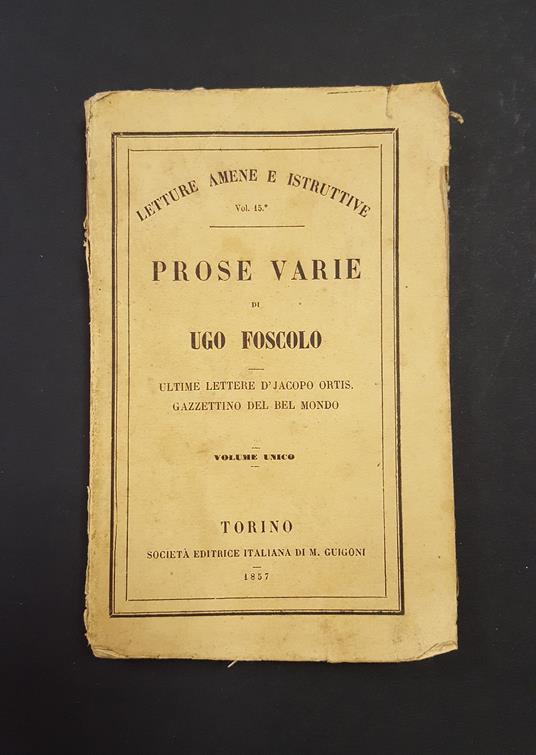 LETTURE AMENE E ISTRUTTIVE
Vol. 15.º
PROSE VARIE
DI
UGO FOSCOLO
ULTIME LETTERE D'JACOPO ORTIS.
GAZZETTINO DEL BEL MONDO
VOLUME UNICO
TORINO
SOCIETÀ EDITRICE ITALIANA DI M. GUIGONI
1857